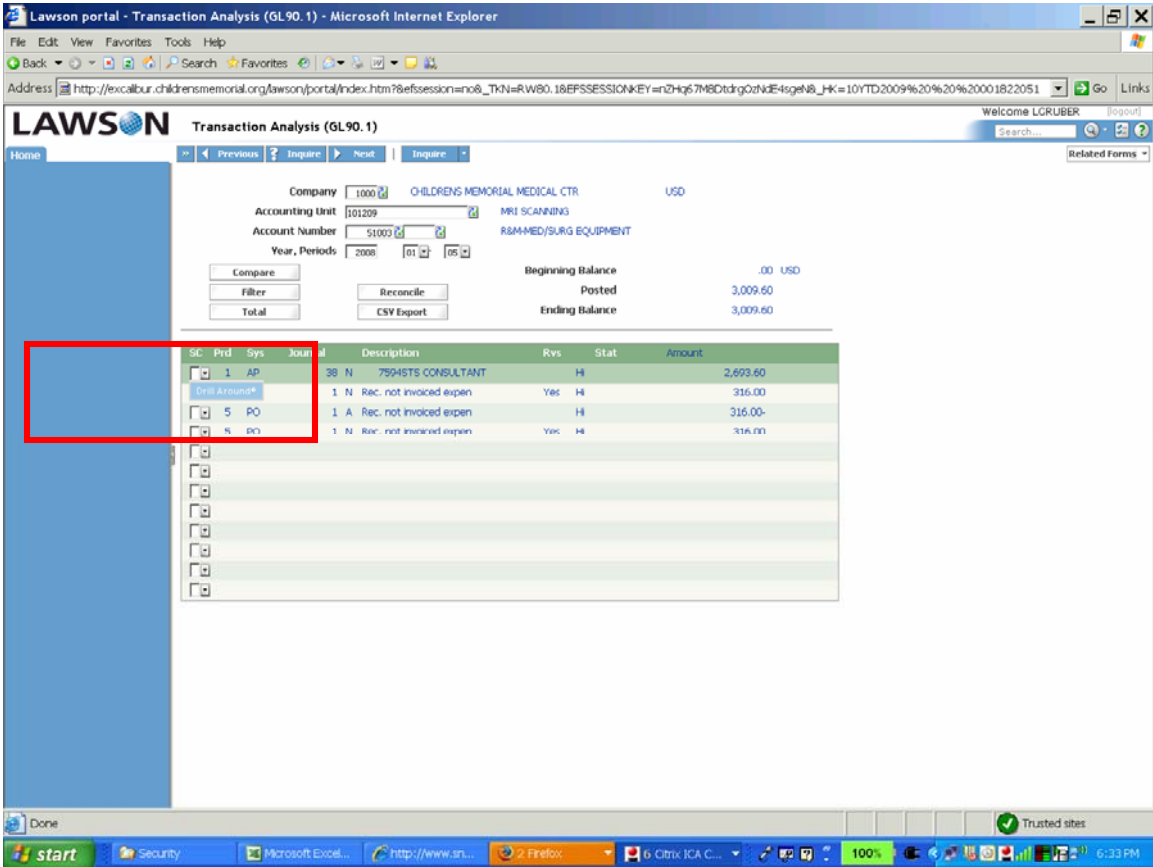 Lawson portal - Transaction Analysis (GL90.1) - Microsoft Internet Explorer
File Edit View Favorites Tools Help
Back Search Favorites
Address http://excalibur.childrensmemorial.org/lawson/portal/index.htm?&efssession=no&_TKN=RW80.1&EFSSESSIONKEY=nZHq67M8DtdrgOzNdE4sgeN&_HK=10YTD2009%20%20%20%20001822051 Go Links
LAWSON Transaction Analysis (GL90.1) Welcome LGRUBER [logout]
Search...
Home Previous Inquire Next | Inquire Related Forms
Company 1000 CHILDRENS MEMORIAL MEDICAL CTR USD
Accounting Unit 101209 MRI SCANNING
Account Number 51003 R&M-MED/SURG EQUIPMENT
Year, Periods 2008 01 - 05
Compare Beginning Balance .00 USD
Filter Reconcile Posted 3,009.60
Total CSV Export Ending Balance 3,009.60
SC Prd Sys Journal Description Rvs Stat Amount
1 AP 38 N 7594STS CONSULTANT Hi 2,693.60
Drill Around® 1 N Rec. not invoiced expen Yes Hi 316.00
5 PO 1 A Rec. not invoiced expen Hi 316.00-
5 PO 1 N Rec. not invoiced expen Yes Hi 316.00
Done Trusted sites
start Security Microsoft Excel... http://www.sn... 2 Firefox 6 Citrix ICA C... 100% 6:33 PM